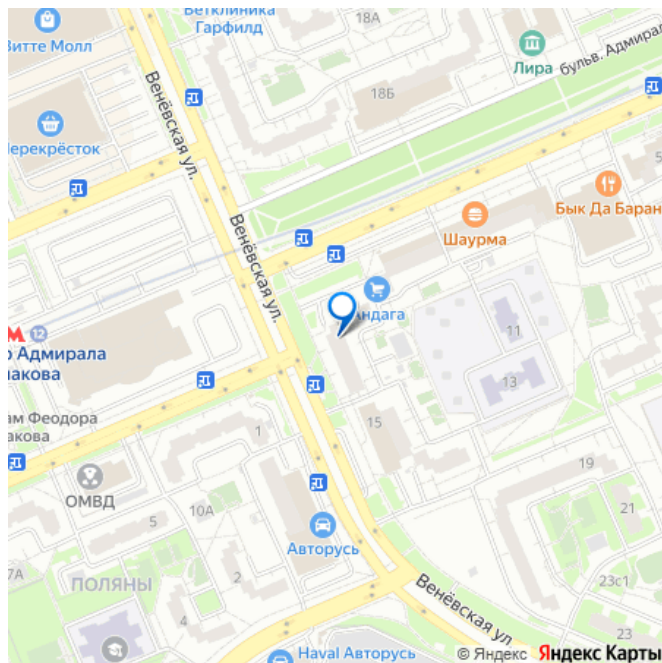 Ветклиника
Гарфилд
18А
Витте Молл
Лира
бульв. Адмирал
18Б
Венёвская ул.
Перекрёсток
Бык Да Баран
Шаурма
Венёвская ул.
Андага
11
М
12
р Адмирала
акова
13
ам Феодора
акова
15
1
ОМВД
19
5
10А
21
Авторусь
7А
ПОЛЯНЫ
2
4
Венёвская ул.
23с1
23
Haval Авторусь
© Яндекс Яндекс Карты